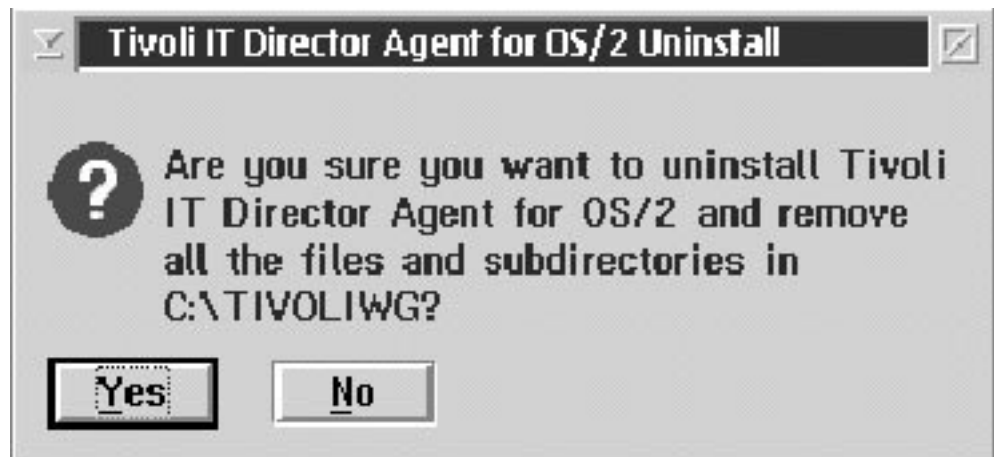 Tivoli IT Director Agent for OS/2 Uninstall
Are you sure you want to uninstall Tivoli
IT Director Agent for OS/2 and remove
all the files and subdirectories in
C:\TIVOLIWG?
Yes
No